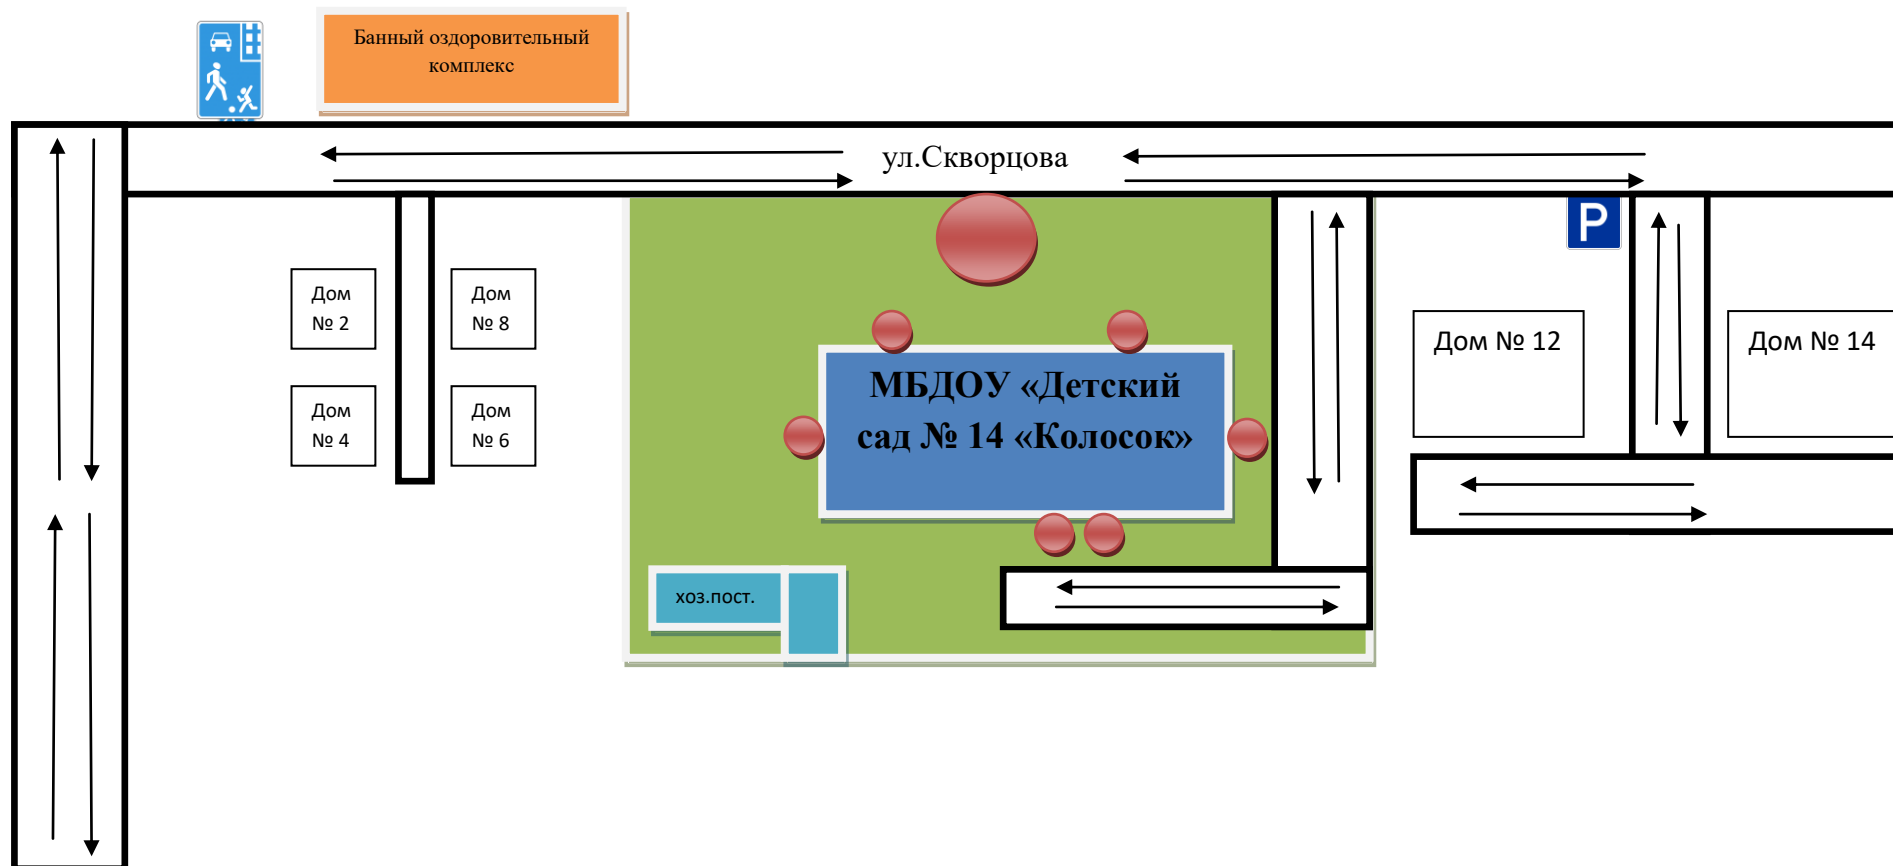 Банный оздоровительный
комплекс
ул.Скворцова
P
Дом
№ 2
Дом
№ 8
Дом № 12
Дом № 14
МБДОУ «Детский
сад № 14 «Колосок»
Дом
№ 4
Дом
№ 6
хоз.пост.